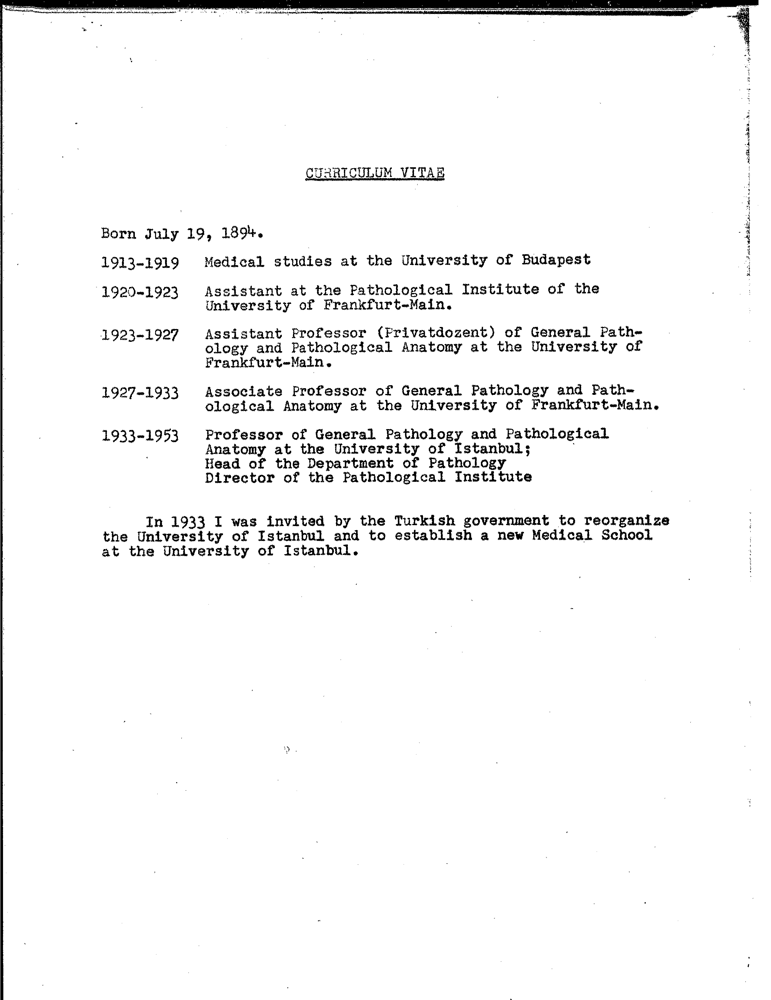 CURRICULUM VITAE
Born July 19, 1894.
1913-1919 Medical studies at the University of Budapest
1920-1923 Assistant at the Pathological Institute of the
University of Frankfurt-Main.
1923-1927 Assistant Professor (Privatdozent) of General Path-
ology and Pathological Anatomy at the University of
Frankfurt-Main.
1927-1933 Associate Professor of General Pathology and Path-
ological Anatomy at the University of Frankfurt-Main.
1933-1953 Professor of General Pathology and Pathological
Anatomy at the University of Istanbul;
Head of the Department of Pathology
Director of the Pathological Institute
In 1933 I was invited by the Turkish government to reorganize
the University of Istanbul and to establish a new Medical School
at the University of Istanbul.